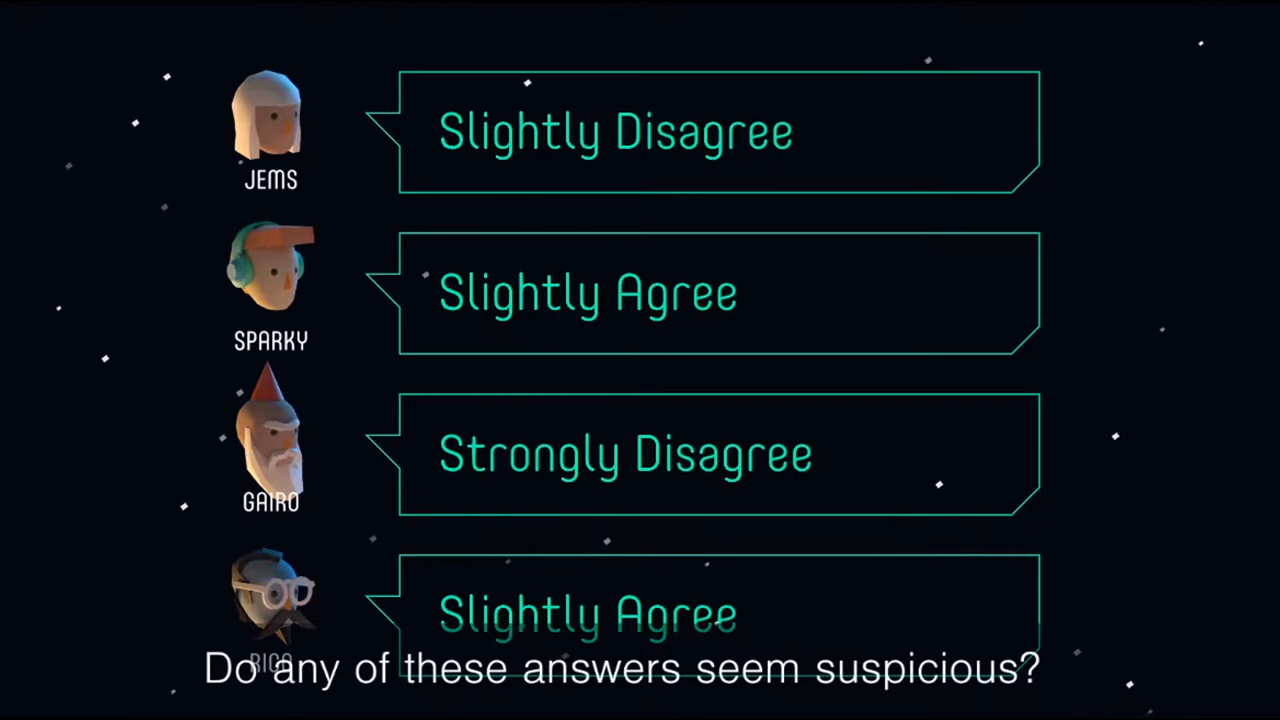 Slightly Disagree
JEMS
Slightly Agree
SPARKY
Strongly Disagree
GAIRO
Slightly Agree
Do any of these answers seem suspicious?